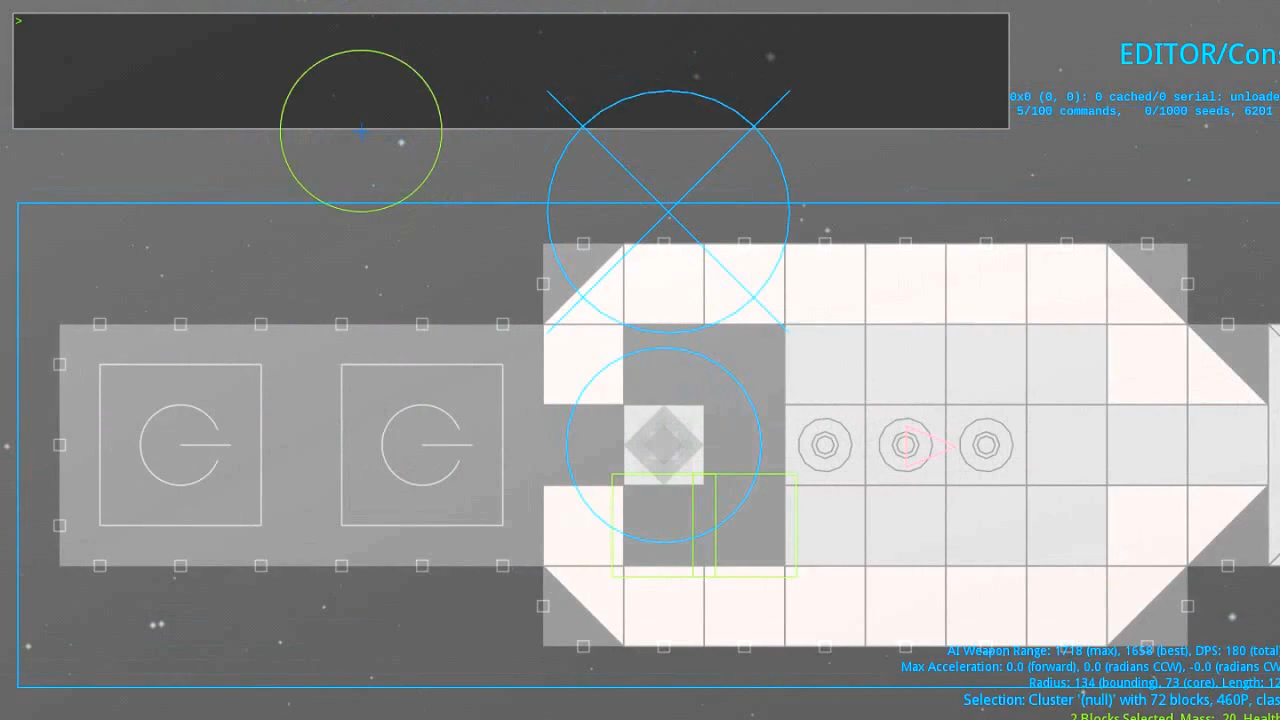 >
EDITOR/Cons
0x0 (0, 0): 0 cached/0 serial: unloade
5/100 commands, 0/1000 seeds, 6201
AI Weapon Range: 1718 (max), 1658 (best), DPS: 180 (total
Max Acceleration: 0.0 (forward), 0.0 (radians CCW), -0.0 (radians CW
Radius: 134 (bounding), 73 (core), Length: 12
Selection: Cluster '(null)' with 72 blocks, 460P, clas
2 Blocks Selected, Mass: 20, Health